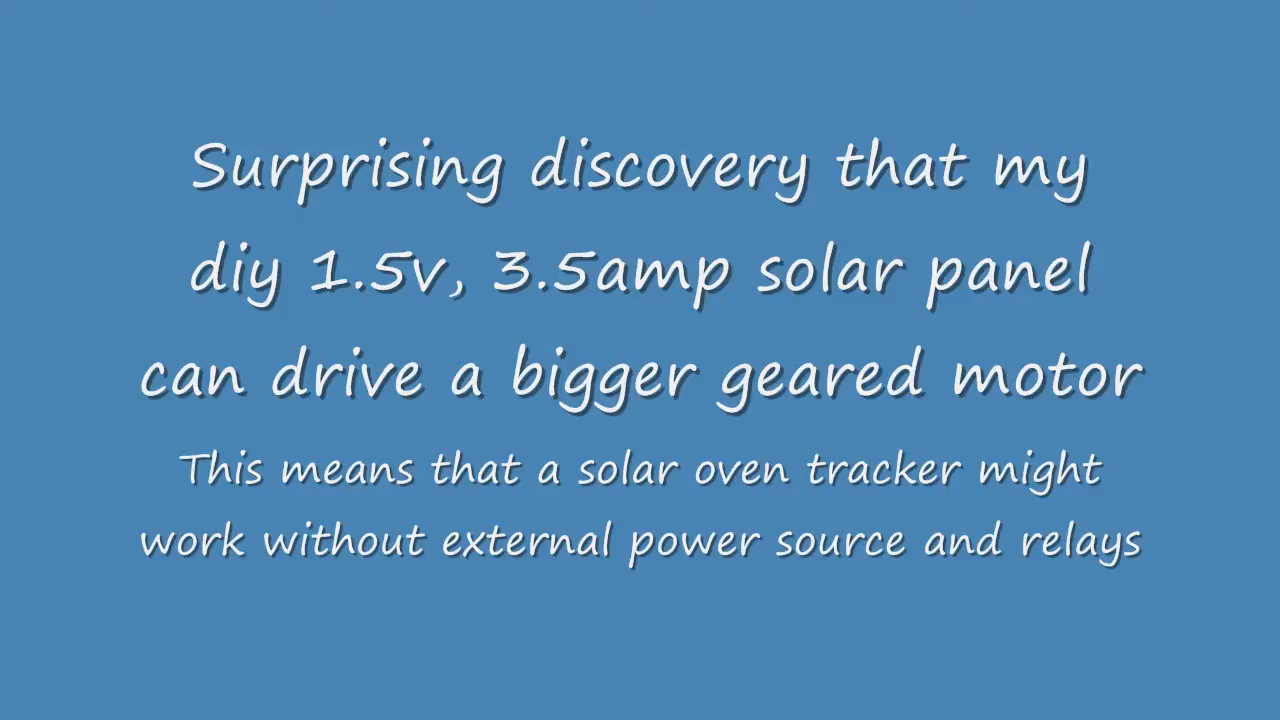 Surprising discovery that my
diy 1.5v, 3.5amp solar panel
can drive a bigger geared motor
This means that a solar oven tracker might
work without external power source and relays